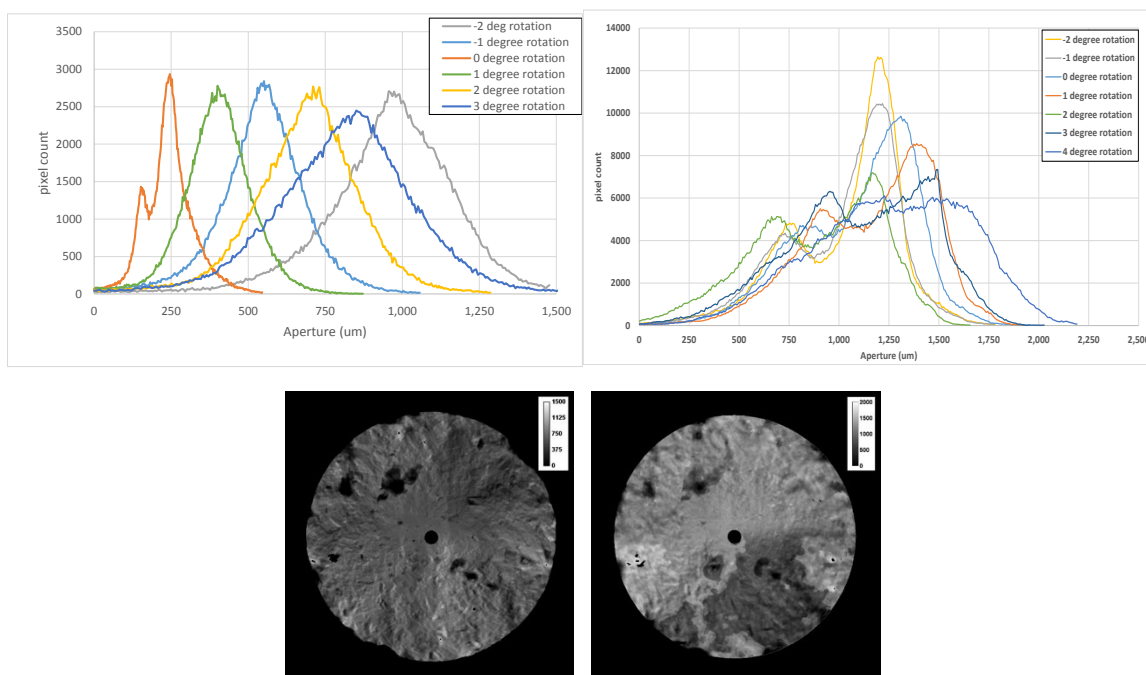 3500
3000
2500
2000
1500
1000
500
0
pixel count
0
250
500
750
1,000
1,250
1,500
Aperture (um)
-2 deg rotation
-1 degree rotation
0 degree rotation
1 degree rotation
2 degree rotation
3 degree rotation
14000
12000
10000
8000
6000
4000
2000
0
pixel count
0
250
500
750
1,000
1,250
1,500
1,750
2,000
2,250
2,500
Aperture (um)
-2 degree rotation
-1 degree rotation
0 degree rotation
1 degree rotation
2 degree rotation
3 degree rotation
4 degree rotation
1500
1125
750
375
0
2000
1500
1000
500
0